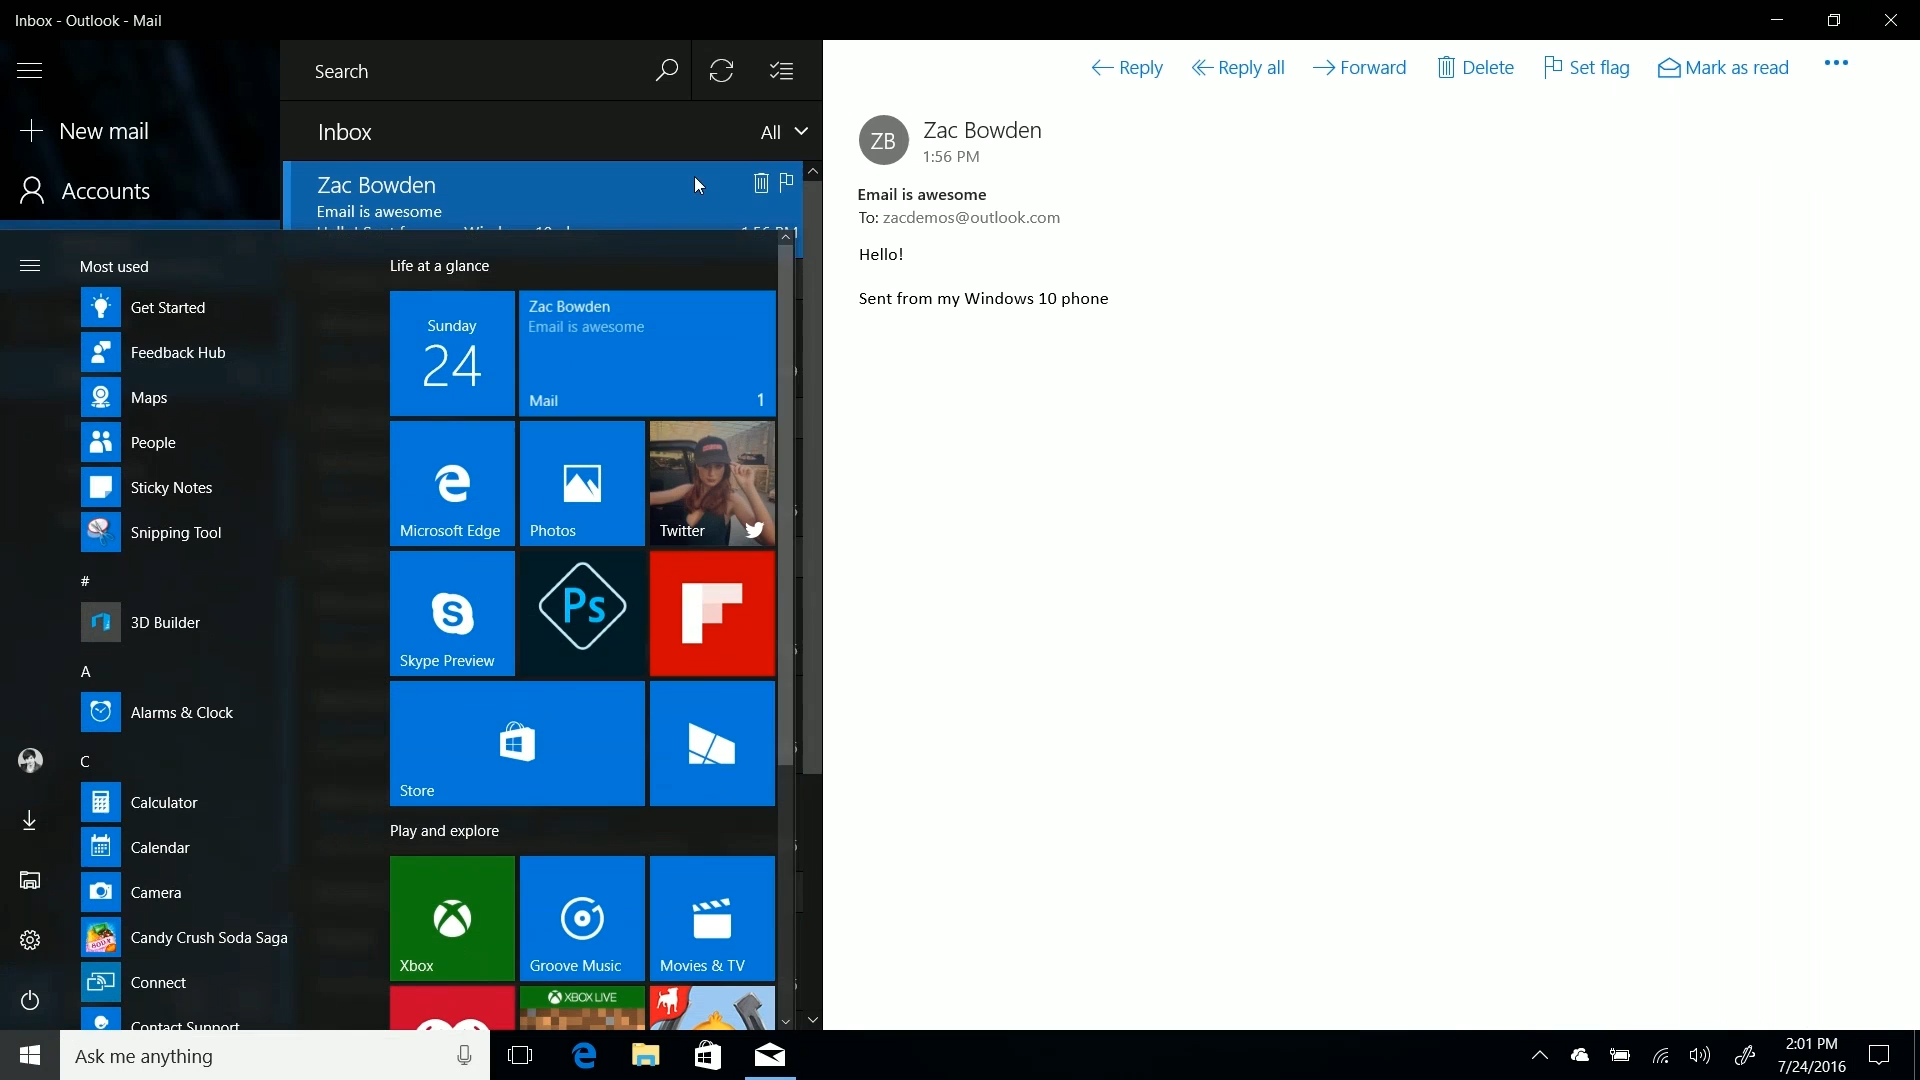 Inbox - Outlook - Mail
Search
New mail
Inbox
All
Accounts
Zac Bowden
Email is awesome
Reply
Reply all
Forward
Delete
Set flag
Mark as read
ZB
Zac Bowden
1:56 PM
Email is awesome
To: zacdemos@outlook.com
Hello!
Sent from my Windows 10 phone
Most used
Get Started
Feedback Hub
Maps
People
Sticky Notes
Snipping Tool
#
3D Builder
A
Alarms & Clock
C
Calculator
Calendar
Camera
Candy Crush Soda Saga
Connect
Contact Support
Life at a glance
Sunday
24
Zac Bowden
Email is awesome
Mail
1
Microsoft Edge
Photos
Twitter
Skype Preview
Ps
Store
Play and explore
Xbox
Groove Music
Movies & TV
XBOX LIVE
Ask me anything
2:01 PM
7/24/2016